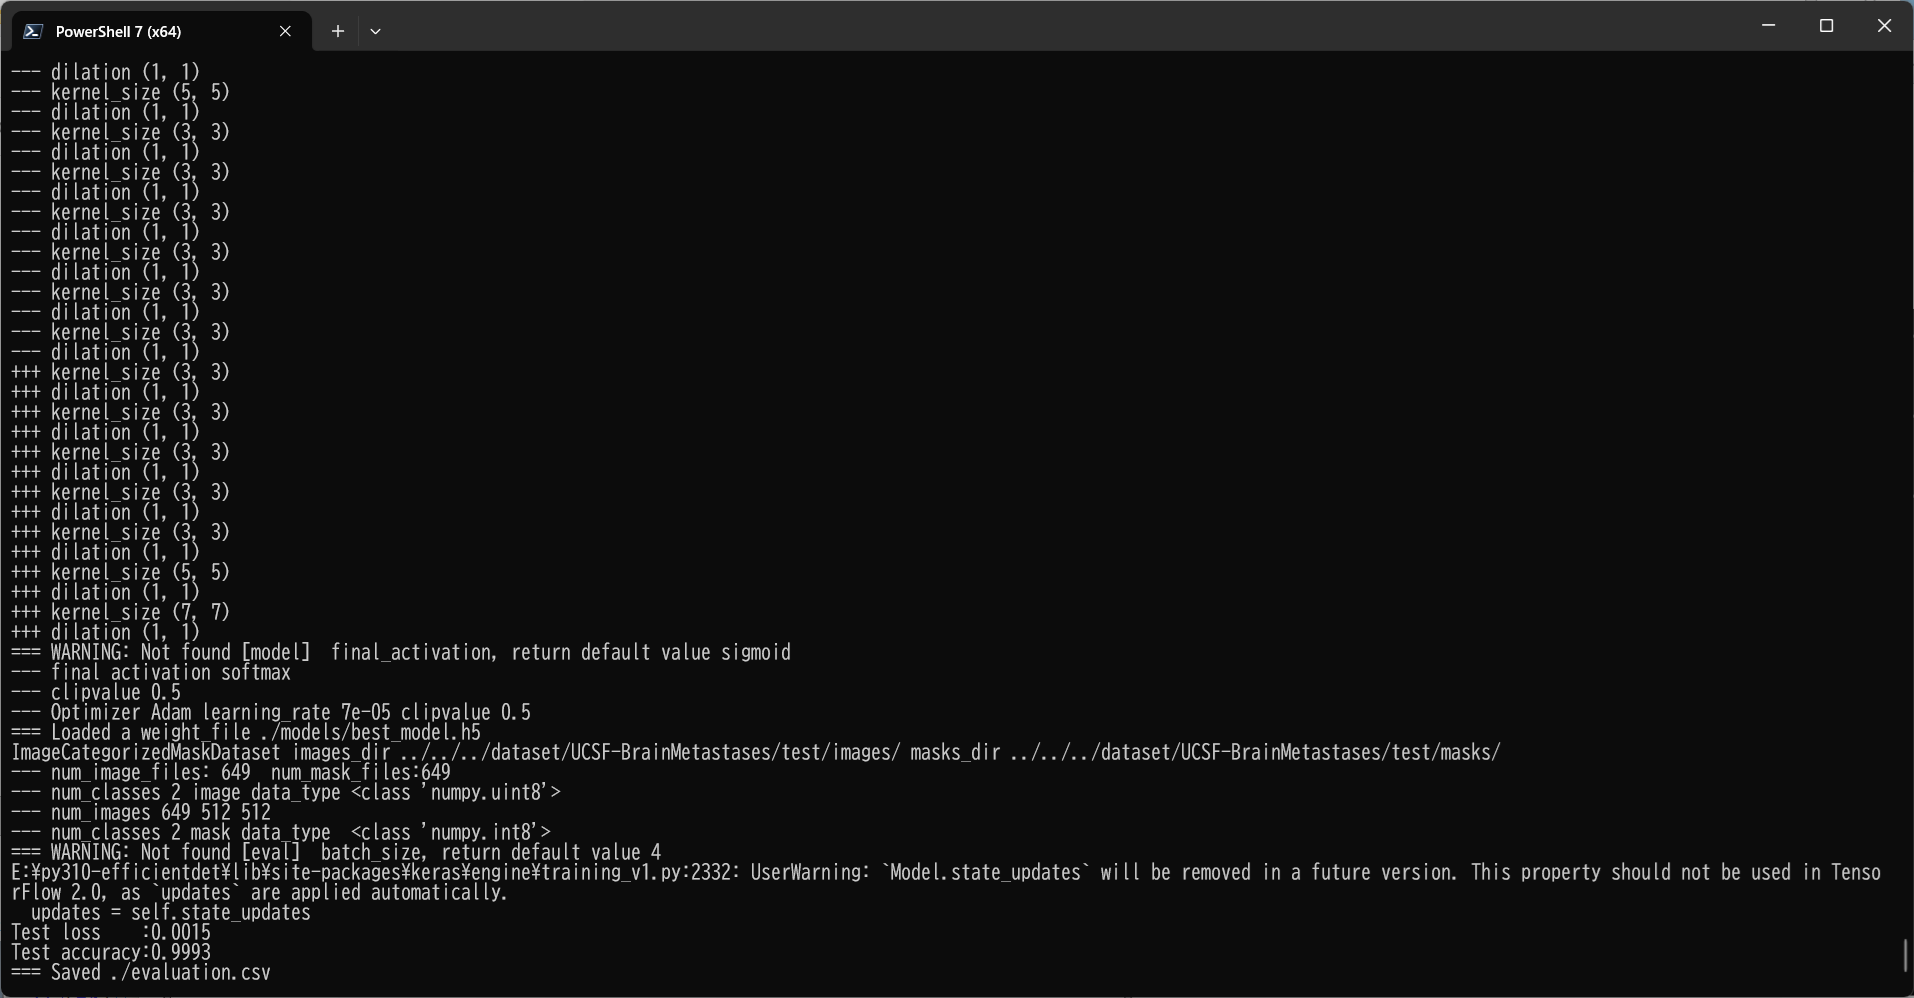 PowerShell 7 (x64)
--- dilation (1, 1)
--- kernel_size (5, 5)
--- dilation (1, 1)
--- kernel_size (3, 3)
--- dilation (1, 1)
--- kernel_size (3, 3)
--- dilation (1, 1)
--- kernel_size (3, 3)
--- dilation (1, 1)
--- kernel_size (3, 3)
--- dilation (1, 1)
--- kernel_size (3, 3)
--- dilation (1, 1)
--- kernel_size (3, 3)
--- dilation (1, 1)
+++ kernel_size (3, 3)
+++ dilation (1, 1)
+++ kernel_size (3, 3)
+++ dilation (1, 1)
+++ kernel_size (3, 3)
+++ dilation (1, 1)
+++ kernel_size (3, 3)
+++ dilation (1, 1)
+++ kernel_size (3, 3)
+++ dilation (1, 1)
+++ kernel_size (5, 5)
+++ dilation (1, 1)
+++ kernel_size (7, 7)
+++ dilation (1, 1)
=== WARNING: Not found [model]  final_activation, return default value sigmoid
--- final activation softmax
--- clipvalue 0.5
--- Optimizer Adam learning_rate 7e-05 clipvalue 0.5
=== Loaded a weight_file ./models/best_model.h5
ImageCategorizedMaskDataset images_dir ../../../dataset/UCSF-BrainMetastases/test/images/ masks_dir ../../../dataset/UCSF-BrainMetastases/test/masks/
--- num_image_files: 649  num_mask_files:649
--- num_classes 2 image data_type <class 'numpy.uint8'>
--- num_images 649 512 512
--- num_classes 2 mask data_type  <class 'numpy.int8'>
=== WARNING: Not found [eval]  batch_size, return default value 4
E:¥py310-efficientdet¥lib¥site-packages¥keras¥engine¥training_v1.py:2332: UserWarning: `Model.state_updates` will be removed in a future version. This property should not be used in Tenso
rFlow 2.0, as `updates` are applied automatically.
  updates = self.state_updates
Test loss    :0.0015
Test accuracy:0.9993
=== Saved ./evaluation.csv